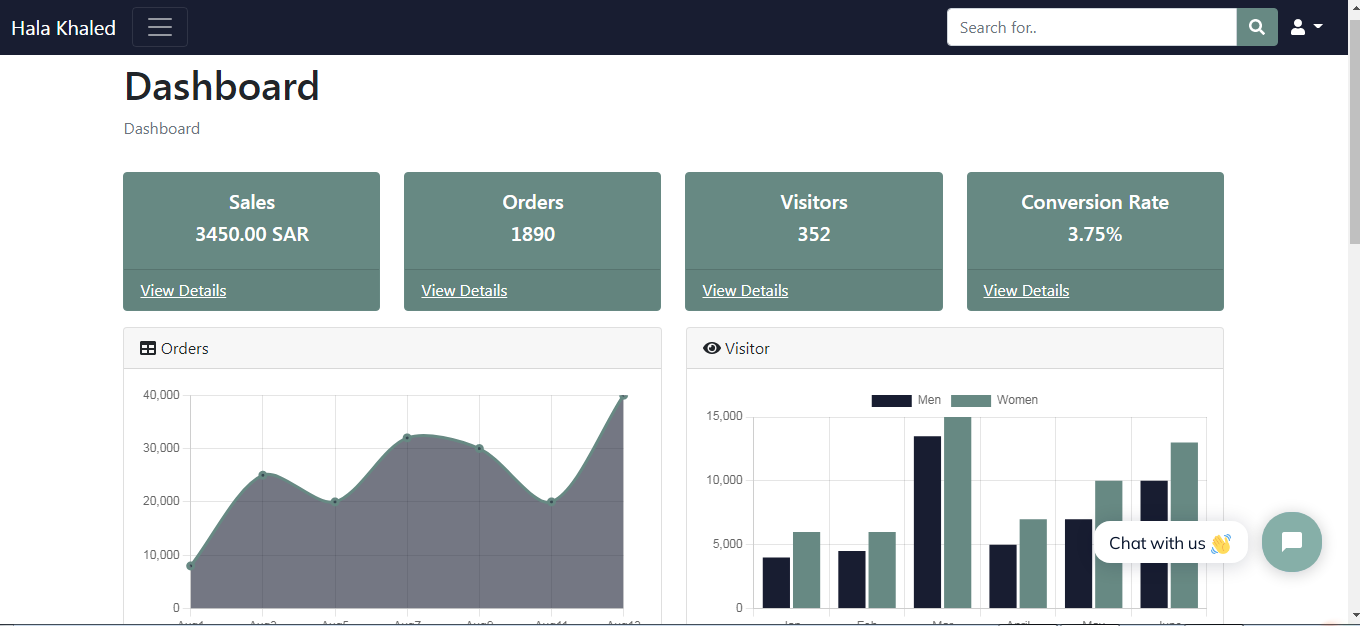 Hala Khaled
Search for..
Dashboard
Dashboard
Sales
3450.00 SAR
View Details
Orders
1890
View Details
Visitors
352
View Details
Conversion Rate
3.75%
View Details
Orders
40,000
30,000
20,000
10,000
0
Visitor
Men Women
15,000
10,000
5,000
0
Chat with us 👋